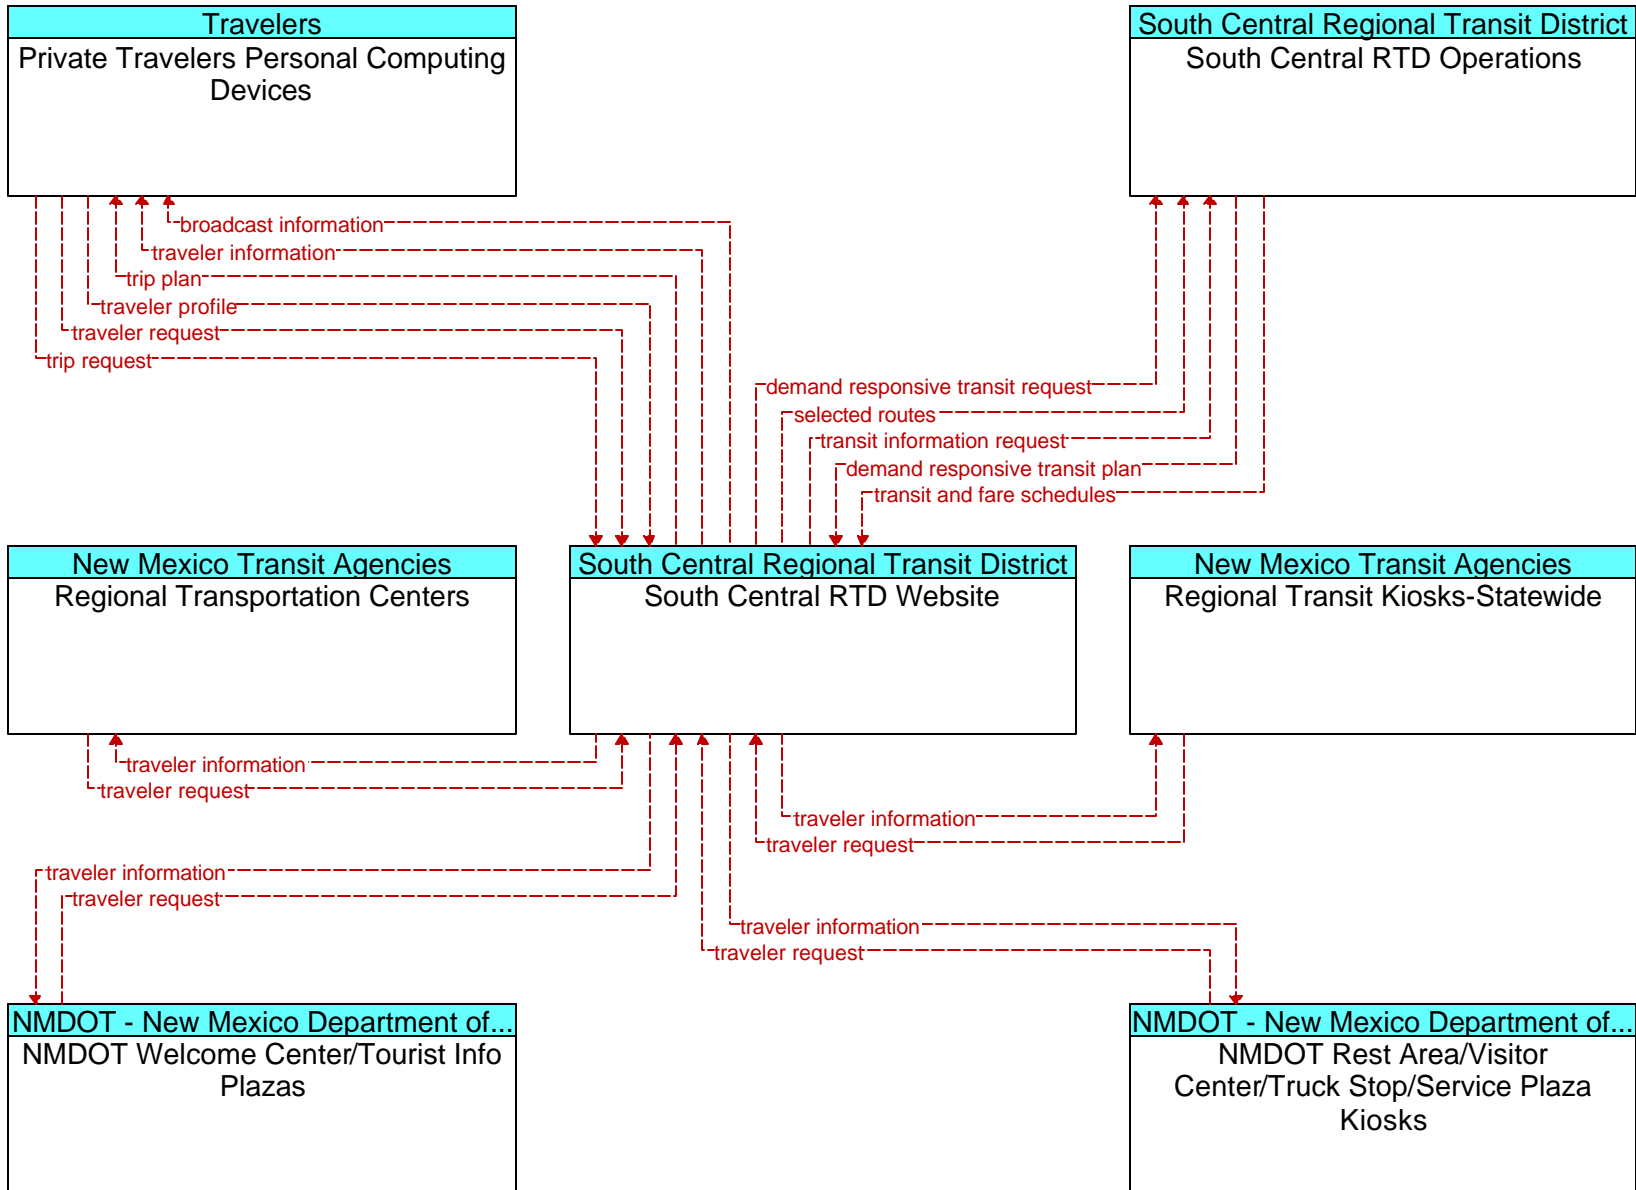 Travelers
Private Travelers Personal Computing
Devices
South Central Regional Transit District
South Central RTD Operations
broadcast information
traveler information
trip plan
traveler profile
traveler request
trip request
demand responsive transit request
selected routes
transit information request
demand responsive transit plan
transit and fare schedules
New Mexico Transit Agencies
Regional Transportation Centers
South Central Regional Transit District
South Central RTD Website
New Mexico Transit Agencies
Regional Transit Kiosks-Statewide
traveler information
traveler request
traveler information
traveler request
traveler information
traveler request
traveler information
traveler request
NMDOT - New Mexico Department of...
NMDOT Welcome Center/Tourist Info
Plazas
NMDOT - New Mexico Department of...
NMDOT Rest Area/Visitor
Center/Truck Stop/Service Plaza
Kiosks